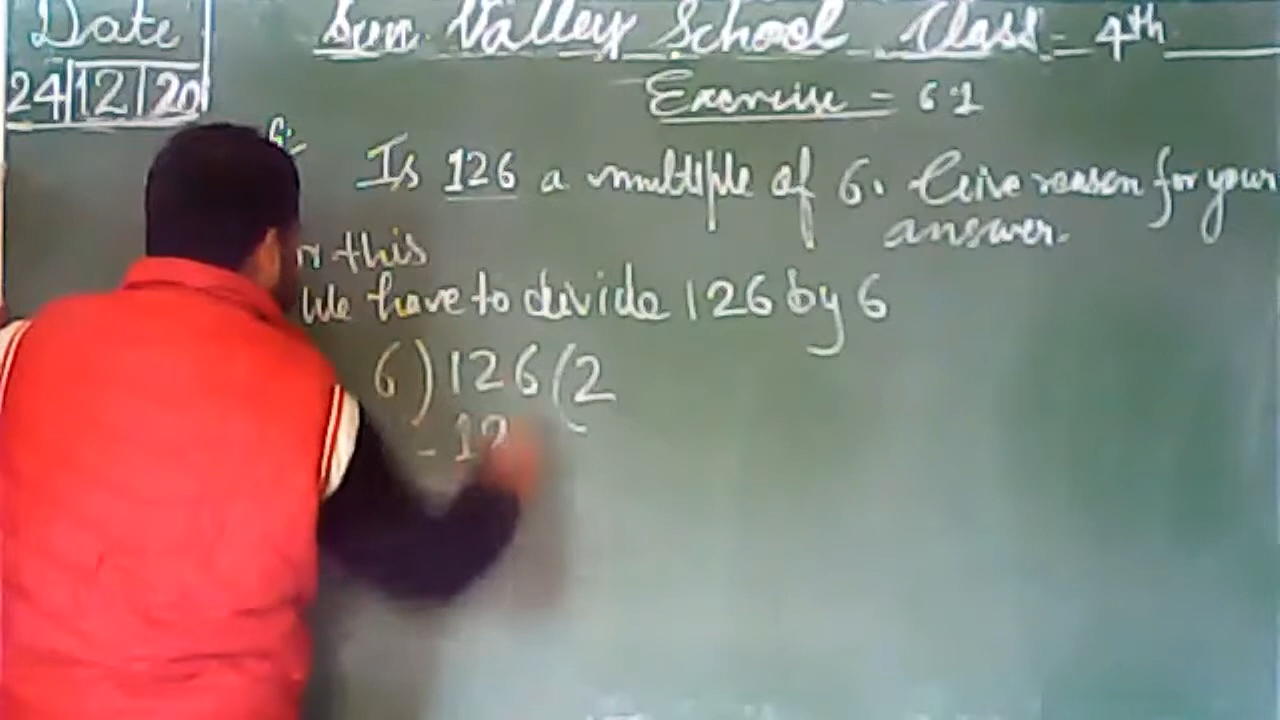 Date
24|12|20
Sun Valley School Class - 4th
Exercise = 6 1
6:- Is 126 a multiple of 6. Give reason for your
answer.
this
We have to divide 126 by 6
6) 126 (2
- 12